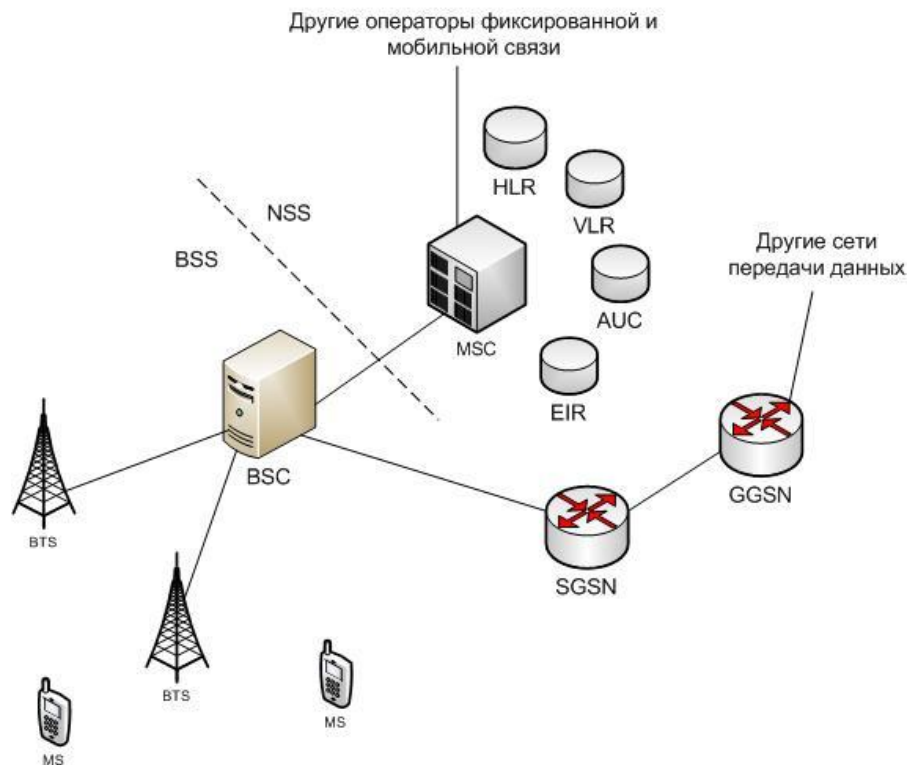 Другие операторы фиксированной и
мобильной связи
HLR
VLR
NSS
BSS
Другие сети
передачи данных
AUC
MSC
EIR
BSC
GGSN
SGSN
BTS
BTS
MS
MS